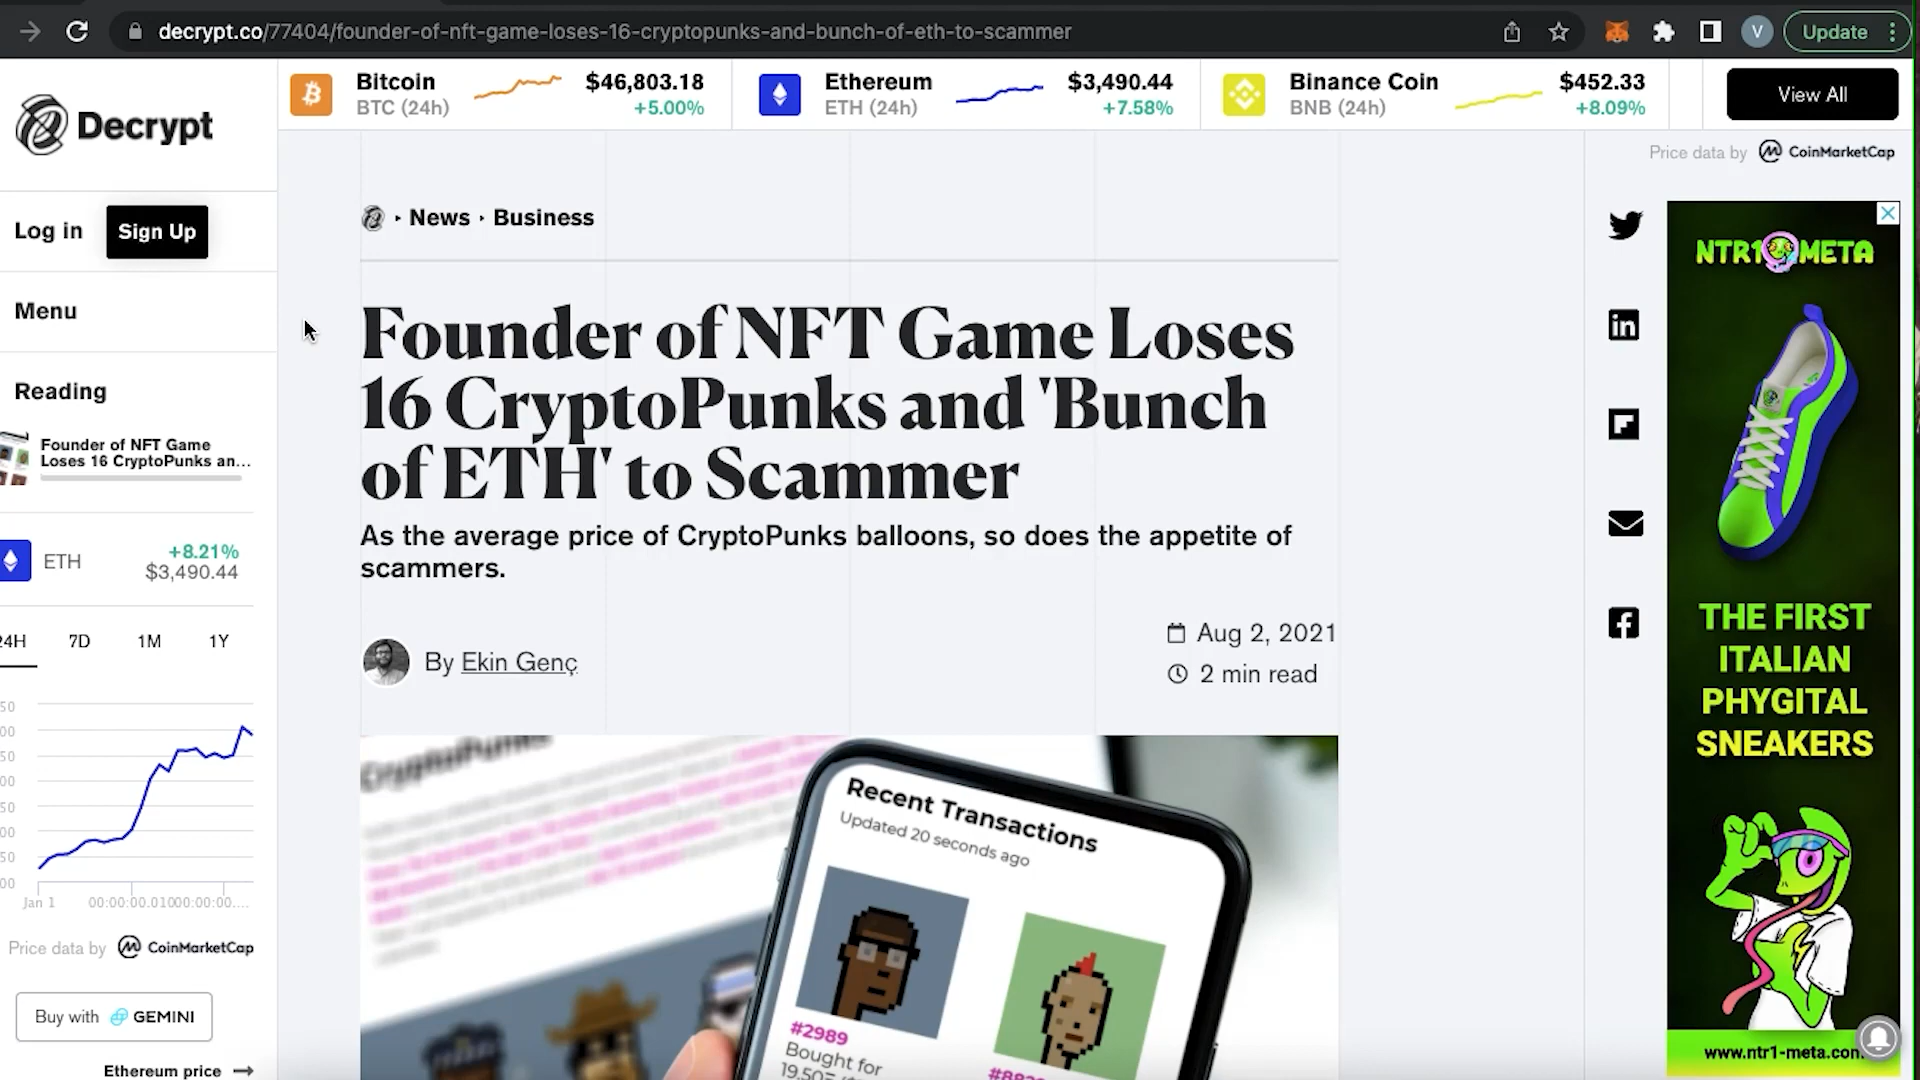 decrypt.co/77404/founder-of-nft-game-loses-16-cryptopunks-and-bunch-of-eth-to-scammer
V
Update
Decrypt
Bitcoin
$46,803.18
BTC (24h)
+5.00%
Ethereum
$3,490.44
ETH (24h)
+7.58%
Binance Coin
$452.33
BNB (24h)
+8.09%
View All
Price data by CoinMarketCap
Log in
Sign Up
Menu
Reading
Founder of NFT Game
Loses 16 CryptoPunks an...
ETH
+8.21%
$3,490.44
24H 7D 1M 1Y
Jan 1
Price data by CoinMarketCap
Buy with GEMINI
Ethereum price
News Business
Founder of NFT Game Loses
16 CryptoPunks and 'Bunch
of ETH' to Scammer
As the average price of CryptoPunks balloons, so does the appetite of
scammers.
By Ekin Genç
Aug 2, 2021
2 min read
CryptoPunks
Recent Transactions
Updated 20 seconds ago
#2989
Bought for
NTR1 META
THE FIRST
ITALIAN
PHYGITAL
SNEAKERS
www.ntr1-meta.com